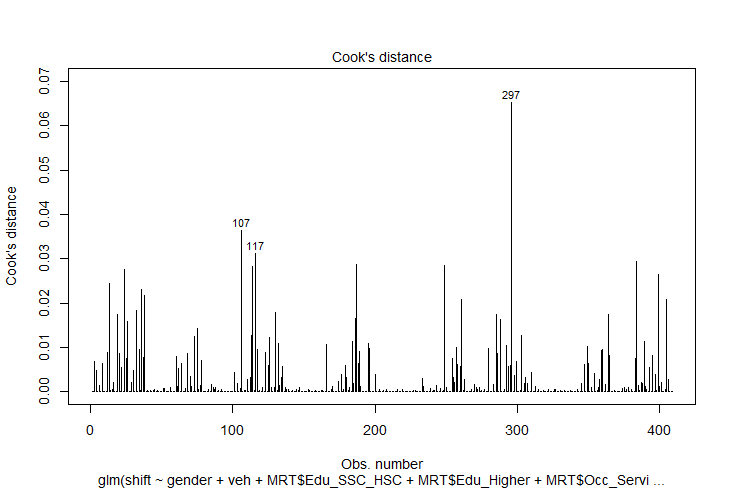 Cook's distance
0.07
0.06
0.05
0.04
0.03
0.02
0.01
0.00
Cook's distance
297
107
117
0 100 200 300 400
Obs. number
glm(shift ~ gender + veh + MRT$Edu_SSC_HSC + MRT$Edu_Higher + MRT$Occ_Servi ...